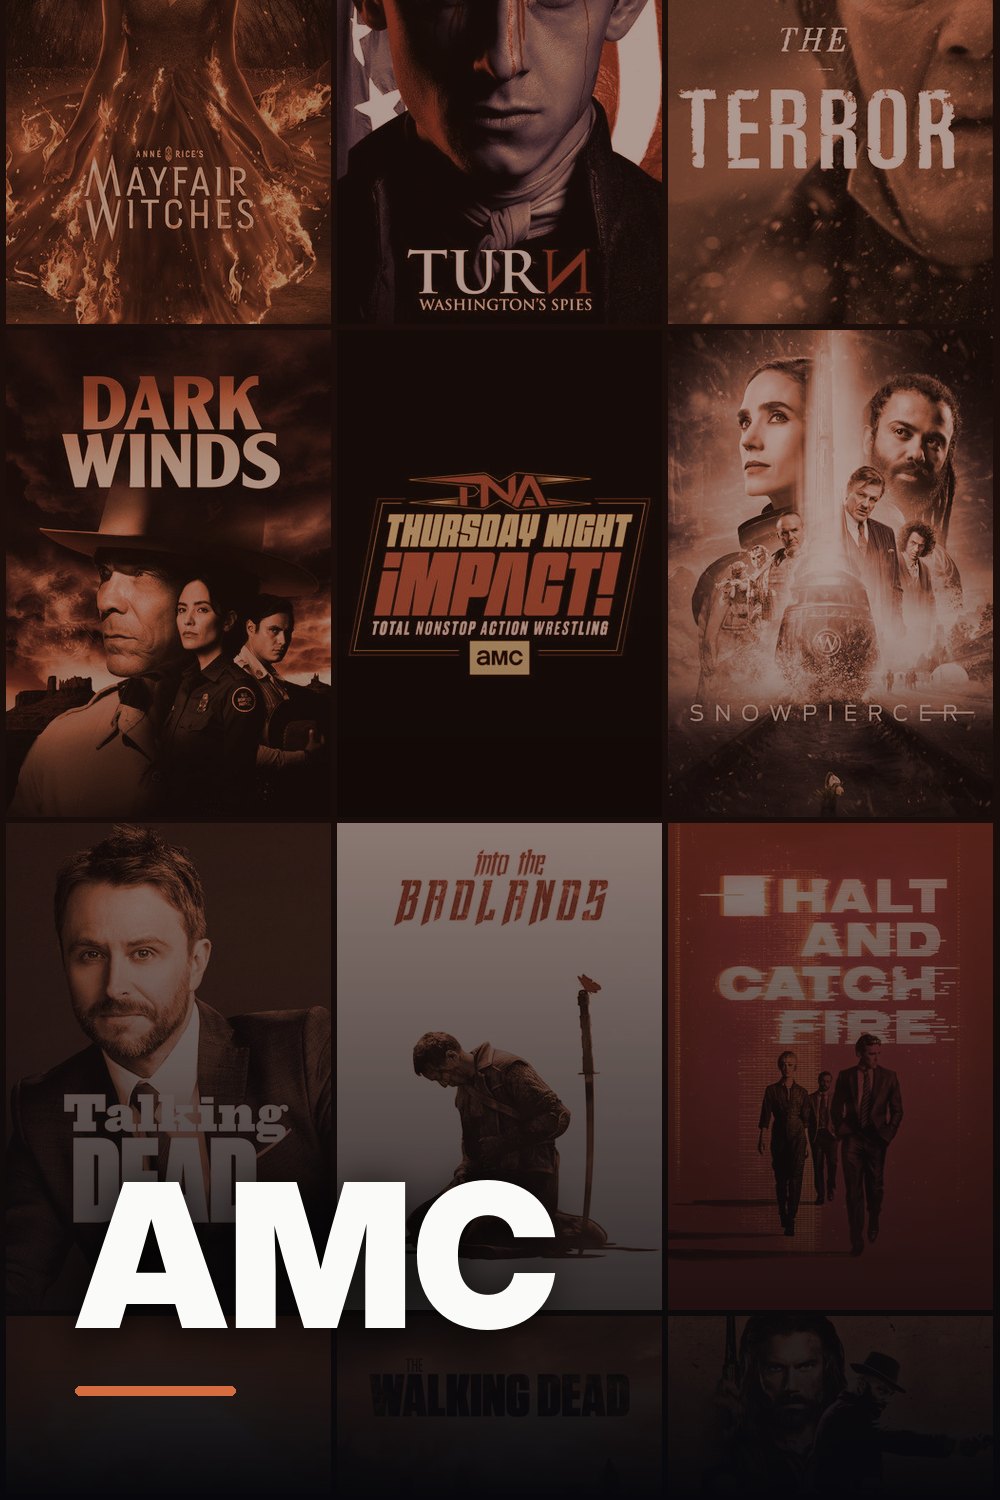 ANNE RICE'S
MAYFAIR
WITCHES
TURN
WASHINGTON'S SPIES
THE
TERROR
DARK
WINDS
TNA
THURSDAY NIGHT
iMPACT!
TOTAL NONSTOP ACTION WRESTLING
aMC
SNOWPIERCER
Talking
DEAD
into the
BADLANDS
HALT
AND
CATCH
FIRE
AMC
THE
WALKING DEAD